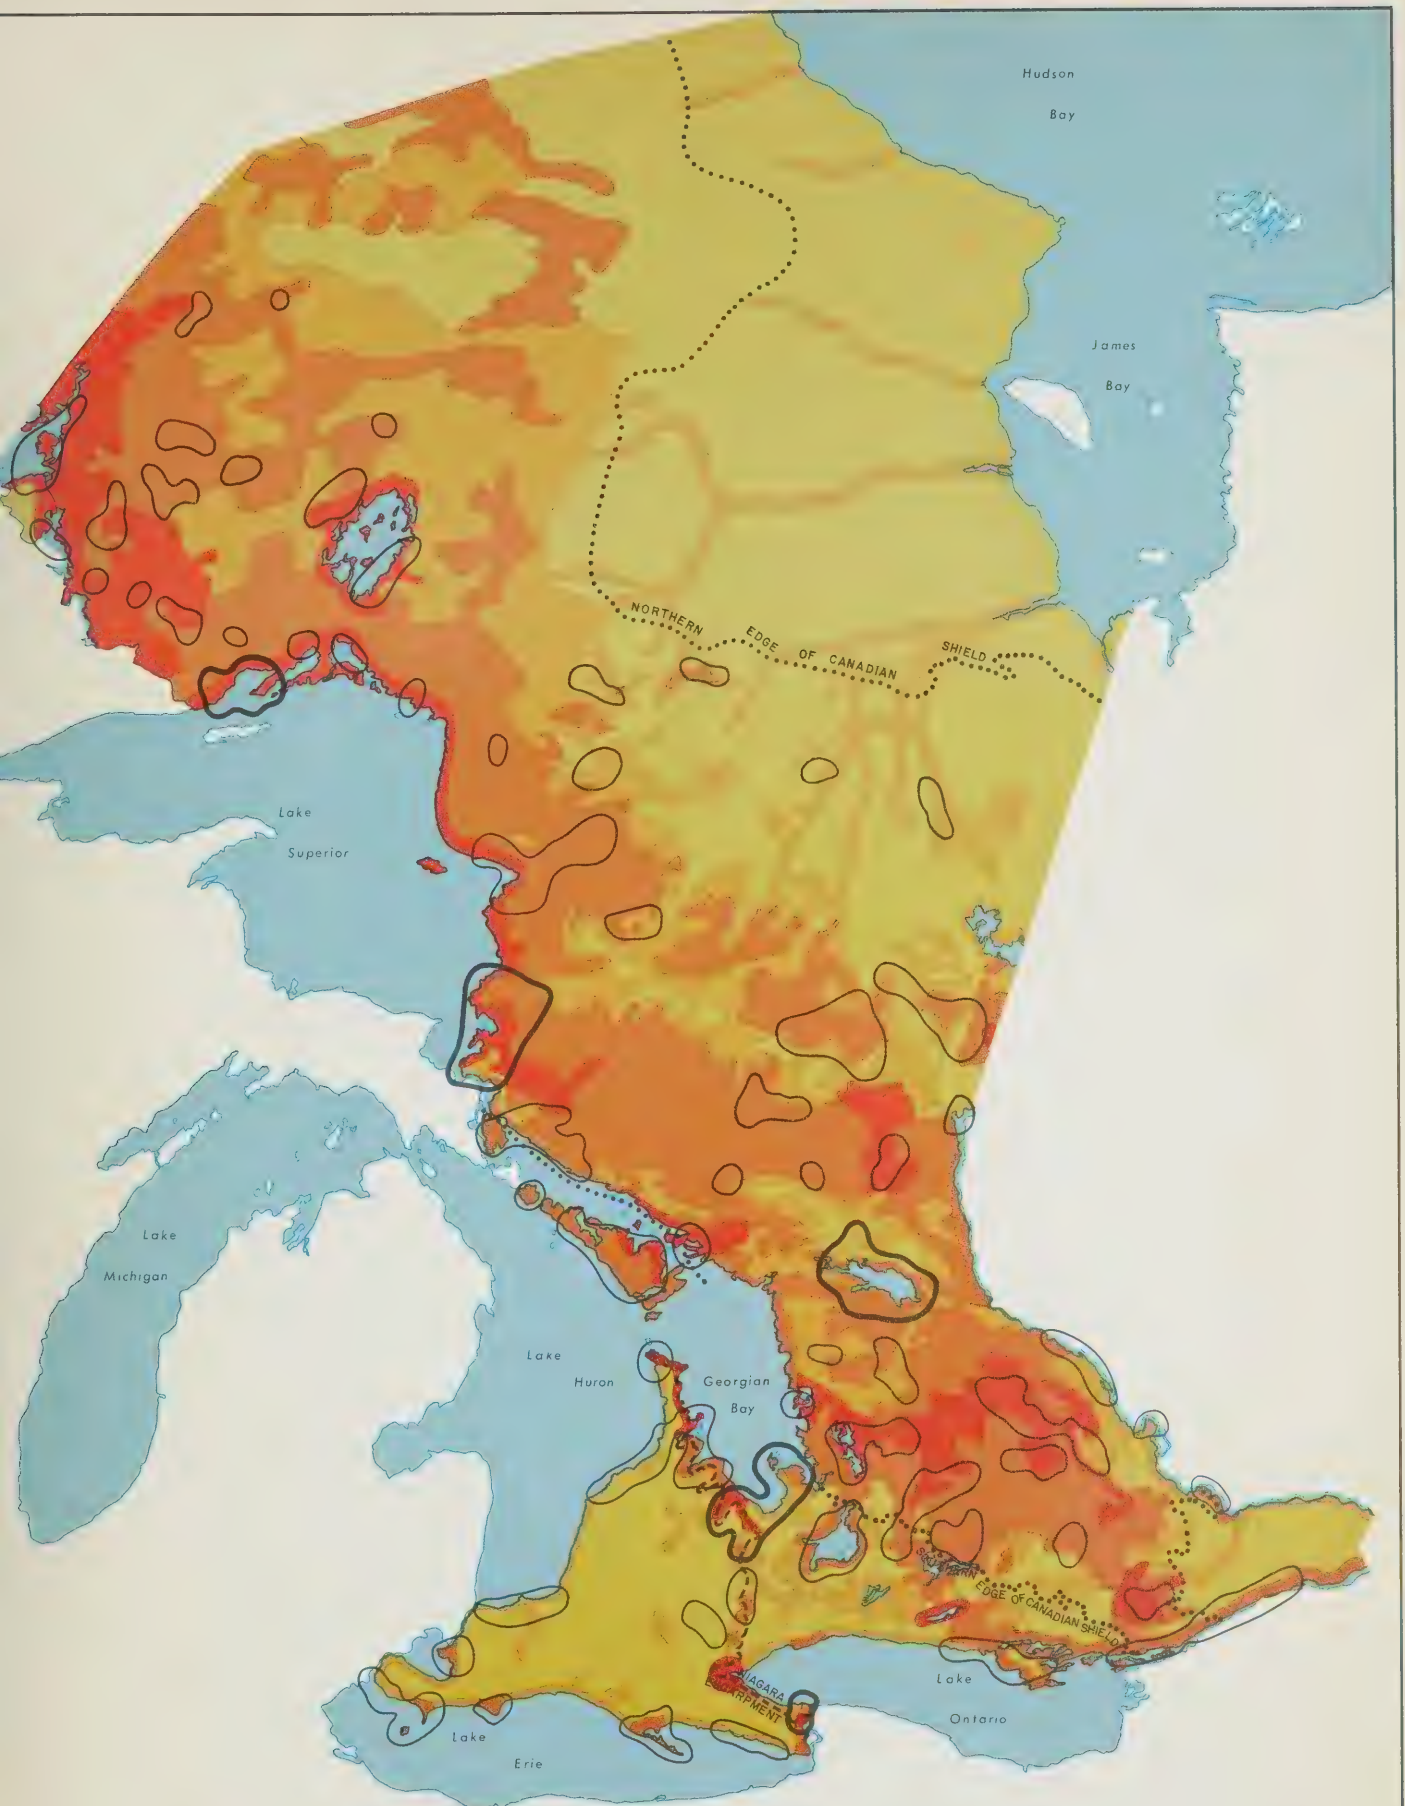 Hudson
Bay
James
Bay
NORTHERN EDGE OF CANADIAN SHIELD
Lake
Superior
Lake
Michigan
Lake
Huron
Georgian
Bay
SOUTHERN EDGE OF CANADIAN SHIELD
NIAGARA
ESCARPMENT
Lake
Ontario
Lake
Erie